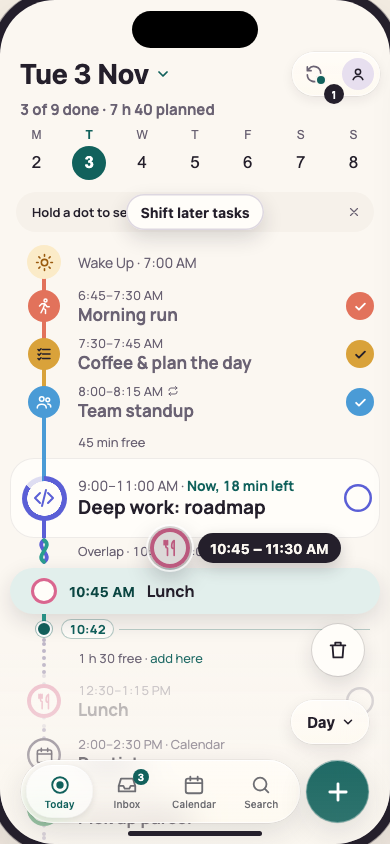 Tue 3 Nov
1
3 of 9 done · 7 h 40 planned
M T W T F S S
2 3 4 5 6 7 8
Hold a dot to se
Shift later tasks
Wake Up · 7:00 AM
6:45–7:30 AM
Morning run
7:30–7:45 AM
Coffee & plan the day
8:00–8:15 AM
Team standup
45 min free
9:00–11:00 AM · Now, 18 min left
Deep work: roadmap
Overlap · 10
10:45 – 11:30 AM
10:45 AM Lunch
10:42
1 h 30 free · add here
12:30–1:15 PM
Lunch
Day
2:00–2:30 PM · Calendar
3
Today Inbox Calendar Search